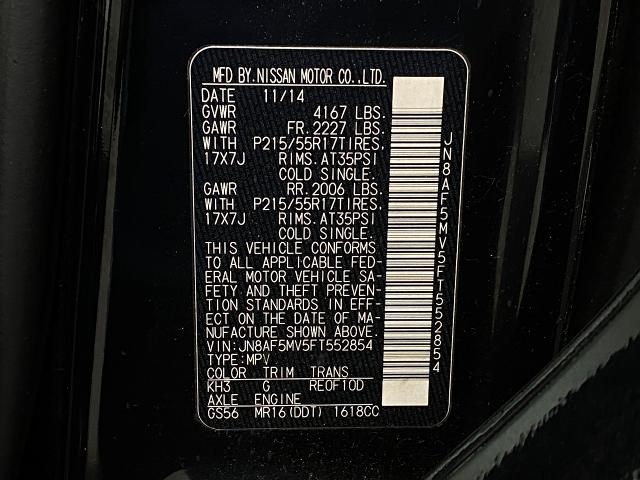 MFD BY.NISSAN MOTOR CO.,LTD.
DATE 11/14
GVWR 4167 LBS.
GAWR FR. 2227 LBS.
WITH P215/55R17TIRES,
17X7J RIMS. AT35PSI
COLD SINGLE.
GAWR RR. 2006 LBS.
WITH P215/55R17TIRES,
17X7J RIMS. AT35PSI
COLD SINGLE.
THIS VEHICLE CONFORMS
TO ALL APPLICABLE FED-
ERAL MOTOR VEHICLE SA-
FETY AND THEFT PREVEN-
TION STANDARDS IN EFF-
ECT ON THE DATE OF MA-
NUFACTURE SHOWN ABOVE.
VIN:JN8AF5MV5FT552854
TYPE:MPV
COLOR TRIM TRANS
KH3 G RE0F10D
AXLE ENGINE
GS56 MR16(DDT) 1618CC
JN8AF5MV5FT552854